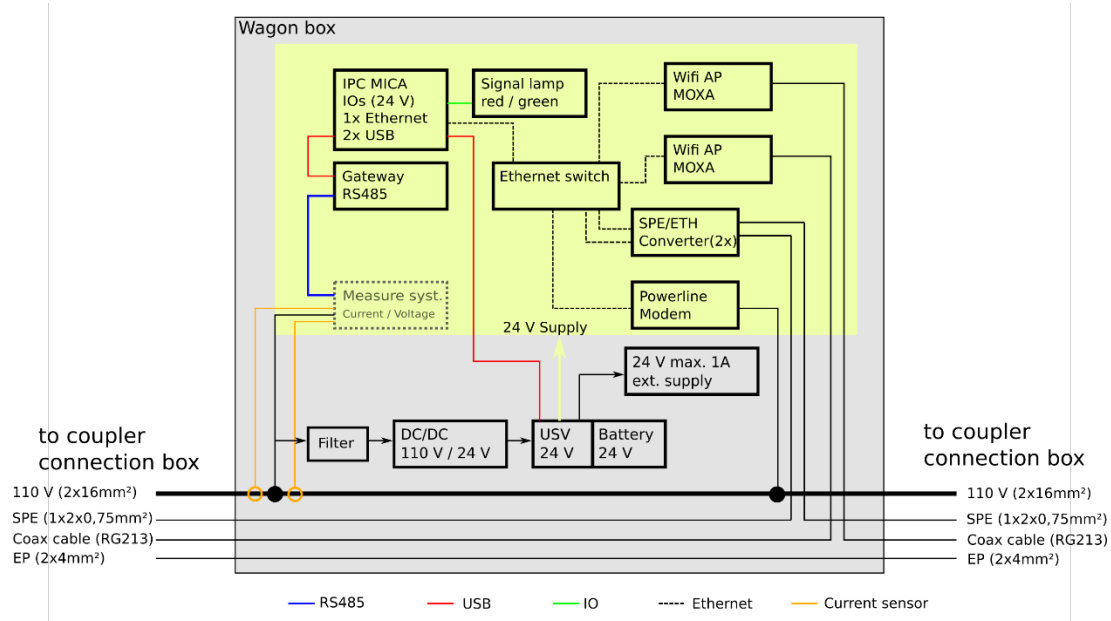 Wagon box
IPC MICA
IOs (24 V)
1x Ethernet
2x USB
Signal lamp
red / green
Wifi AP
MOXA
Wifi AP
MOXA
Gateway
RS485
Ethernet switch
SPE/ETH
Converter(2x)
Measure syst.
Current / Voltage
Powerline
Modem
24 V Supply
24 V max. 1A
ext. supply
Filter
DC/DC
110 V / 24 V
USV
24 V
Battery
24 V
to coupler
connection box
110 V (2x16mm²)
SPE (1x2x0,75mm²)
Coax cable (RG213)
EP (2x4mm²)
to coupler
connection box
110 V (2x16mm²)
SPE (1x2x0,75mm²)
Coax cable (RG213)
EP (2x4mm²)
RS485
USB
IO
Ethernet
Current sensor